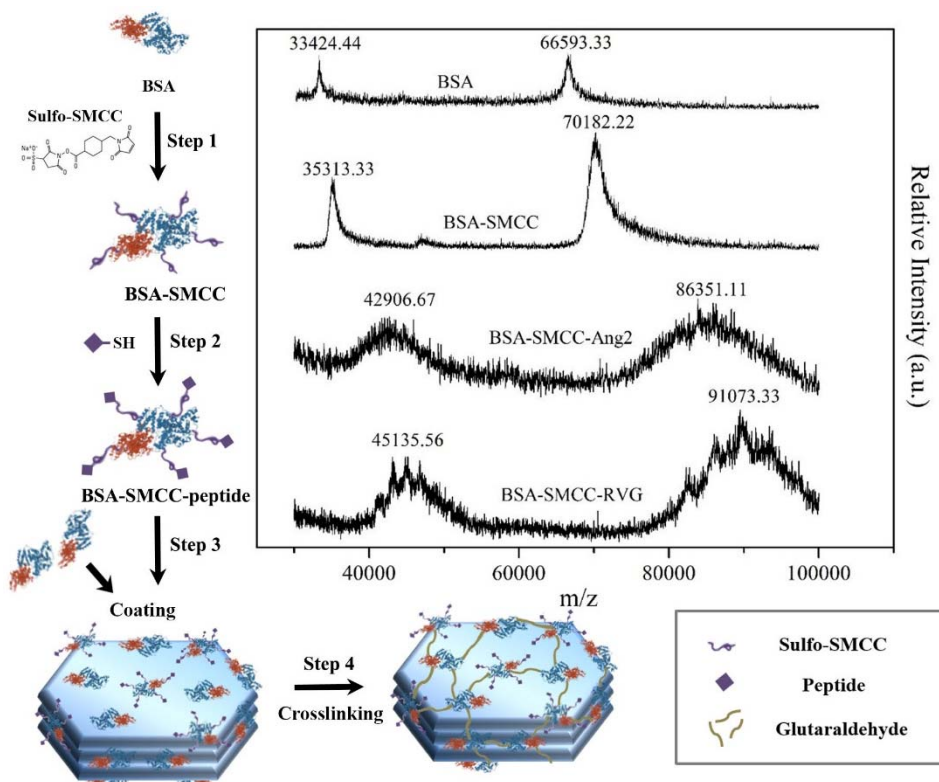 BSA
Sulfo-SMCC
Step 1
Na⁺O⁻
O
S
O
O
N
O
O
O
N
O
O
BSA-SMCC
SH
Step 2
BSA-SMCC-peptide
Step 3
Coating
Step 4
Crosslinking
33424.44
66593.33
BSA
70182.22
35313.33
BSA-SMCC
42906.67
86351.11
BSA-SMCC-Ang2
91073.33
45135.56
BSA-SMCC-RVG
40000
60000
80000
100000
m/z
Relative Intensity (a.u.)
Sulfo-SMCC
Peptide
Glutaraldehyde